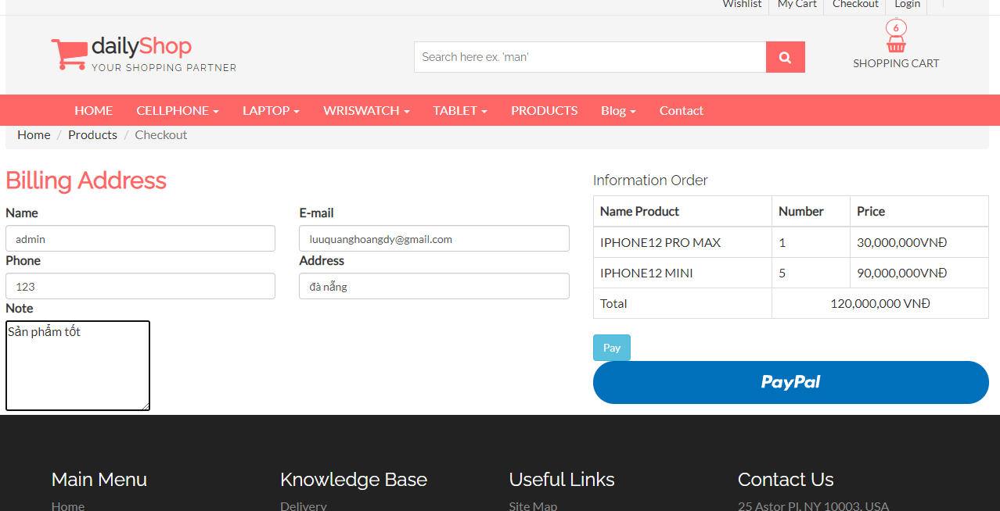 Wishlist My Cart Checkout Login
dailyShop
YOUR SHOPPING PARTNER
Search here ex. 'man'
6
SHOPPING CART
HOME CELLPHONE LAPTOP WRISWATCH TABLET PRODUCTS Blog Contact
Home / Products / Checkout
Billing Address
Name E-mail
admin luuquanghoangdy@gmail.com
Phone Address
123 đà nẵng
Note
Sản phẩm tốt
Information Order
Name Product Number Price
IPHONE12 PRO MAX 1 30,000,000VNĐ
IPHONE12 MINI 5 90,000,000VNĐ
Total 120,000,000 VNĐ
Pay
PayPal
Main Menu Knowledge Base Useful Links Contact Us
Home Delivery Site Map 25 Astor Pl, NY 10003, USA